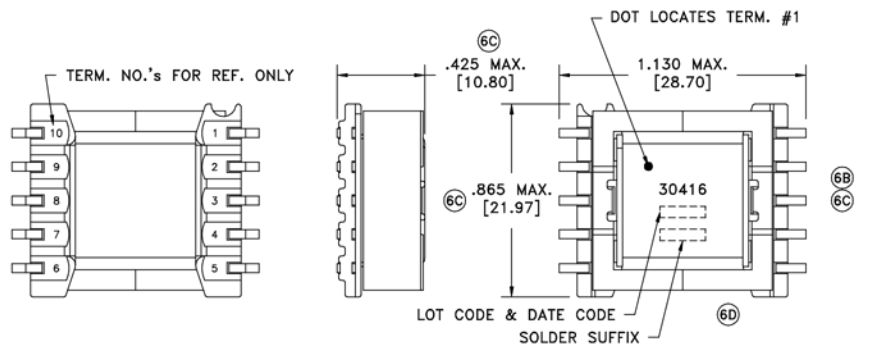 DOT LOCATES TERM. #1
6C
.425 MAX.
[10.80]
1.130 MAX.
[28.70]
TERM. NO.'s FOR REF. ONLY
10
1
9
2
8
3
7
4
6
5
6C
.865 MAX.
[21.97]
30416
6B
6C
LOT CODE & DATE CODE
6D
SOLDER SUFFIX